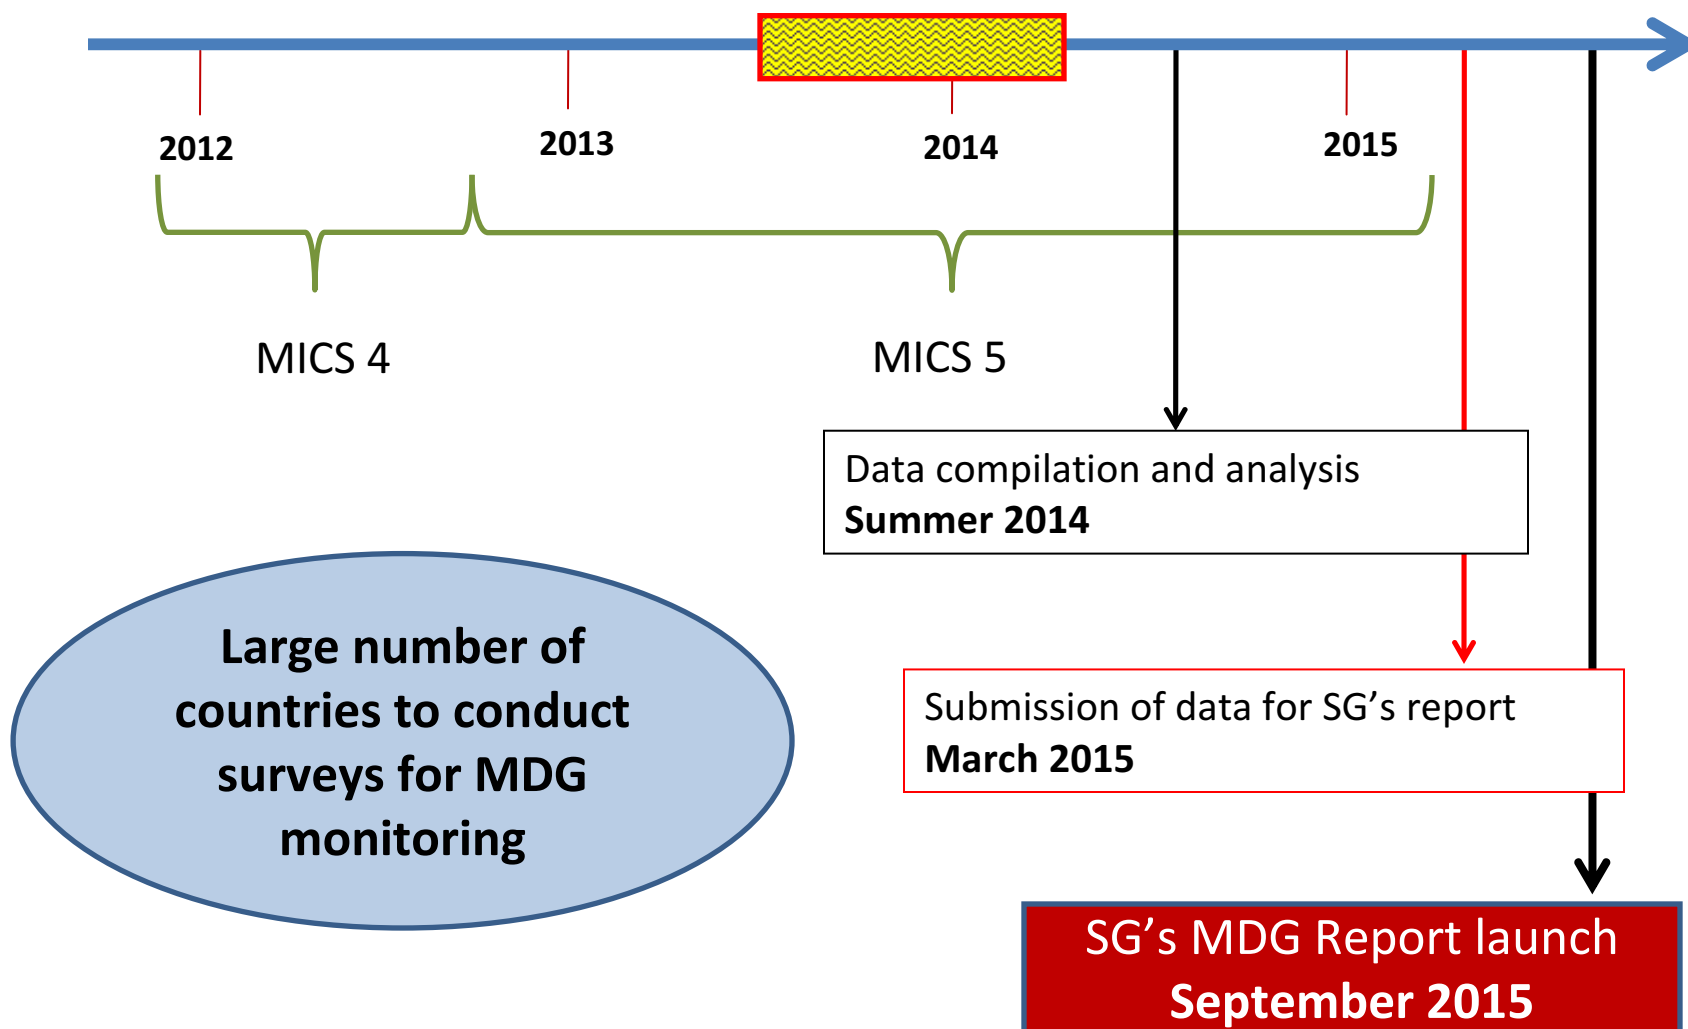 2012
2013
2014
2015
MICS 4
MICS 5
Data compilation and analysis
Summer 2014
Large number of
countries to conduct
surveys for MDG
monitoring
Submission of data for SG’s report
March 2015
SG’s MDG Report launch
September 2015